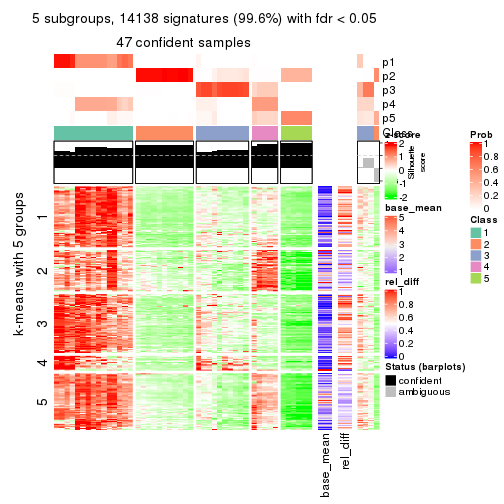 5 subgroups, 14138 signatures (99.6%) with fdr < 0.05
47 confident samples
p1
p2
p3
p4
p5
Class
z-score
2
1
0
-1
-2
Silhouette
score
Prob
1
0.8
0.6
0.4
0.2
0
base_mean
5
4
3
2
1
Class
1
2
3
4
5
rel_diff
1
0.8
0.6
0.4
0.2
0
Status (barplots)
confident
ambiguous
k-means with 5 groups
1
2
3
4
5
base_mean
rel_diff